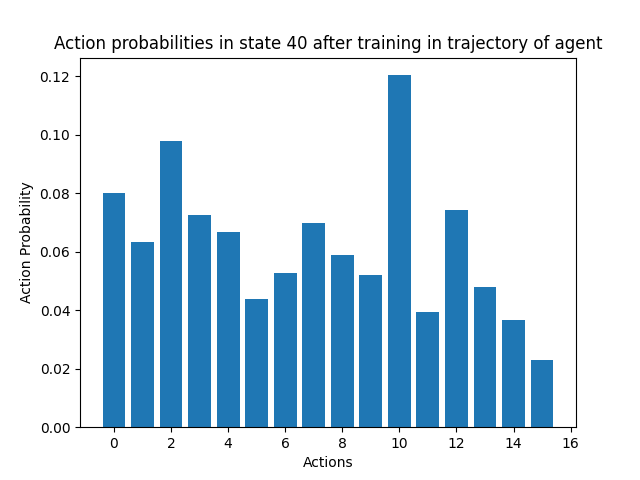 Action probabilities in state 40 after training in trajectory of agent
0.12
0.10
0.08
0.06
0.04
0.02
0.00
Action Probability
0 2 4 6 8 10 12 14 16
Actions